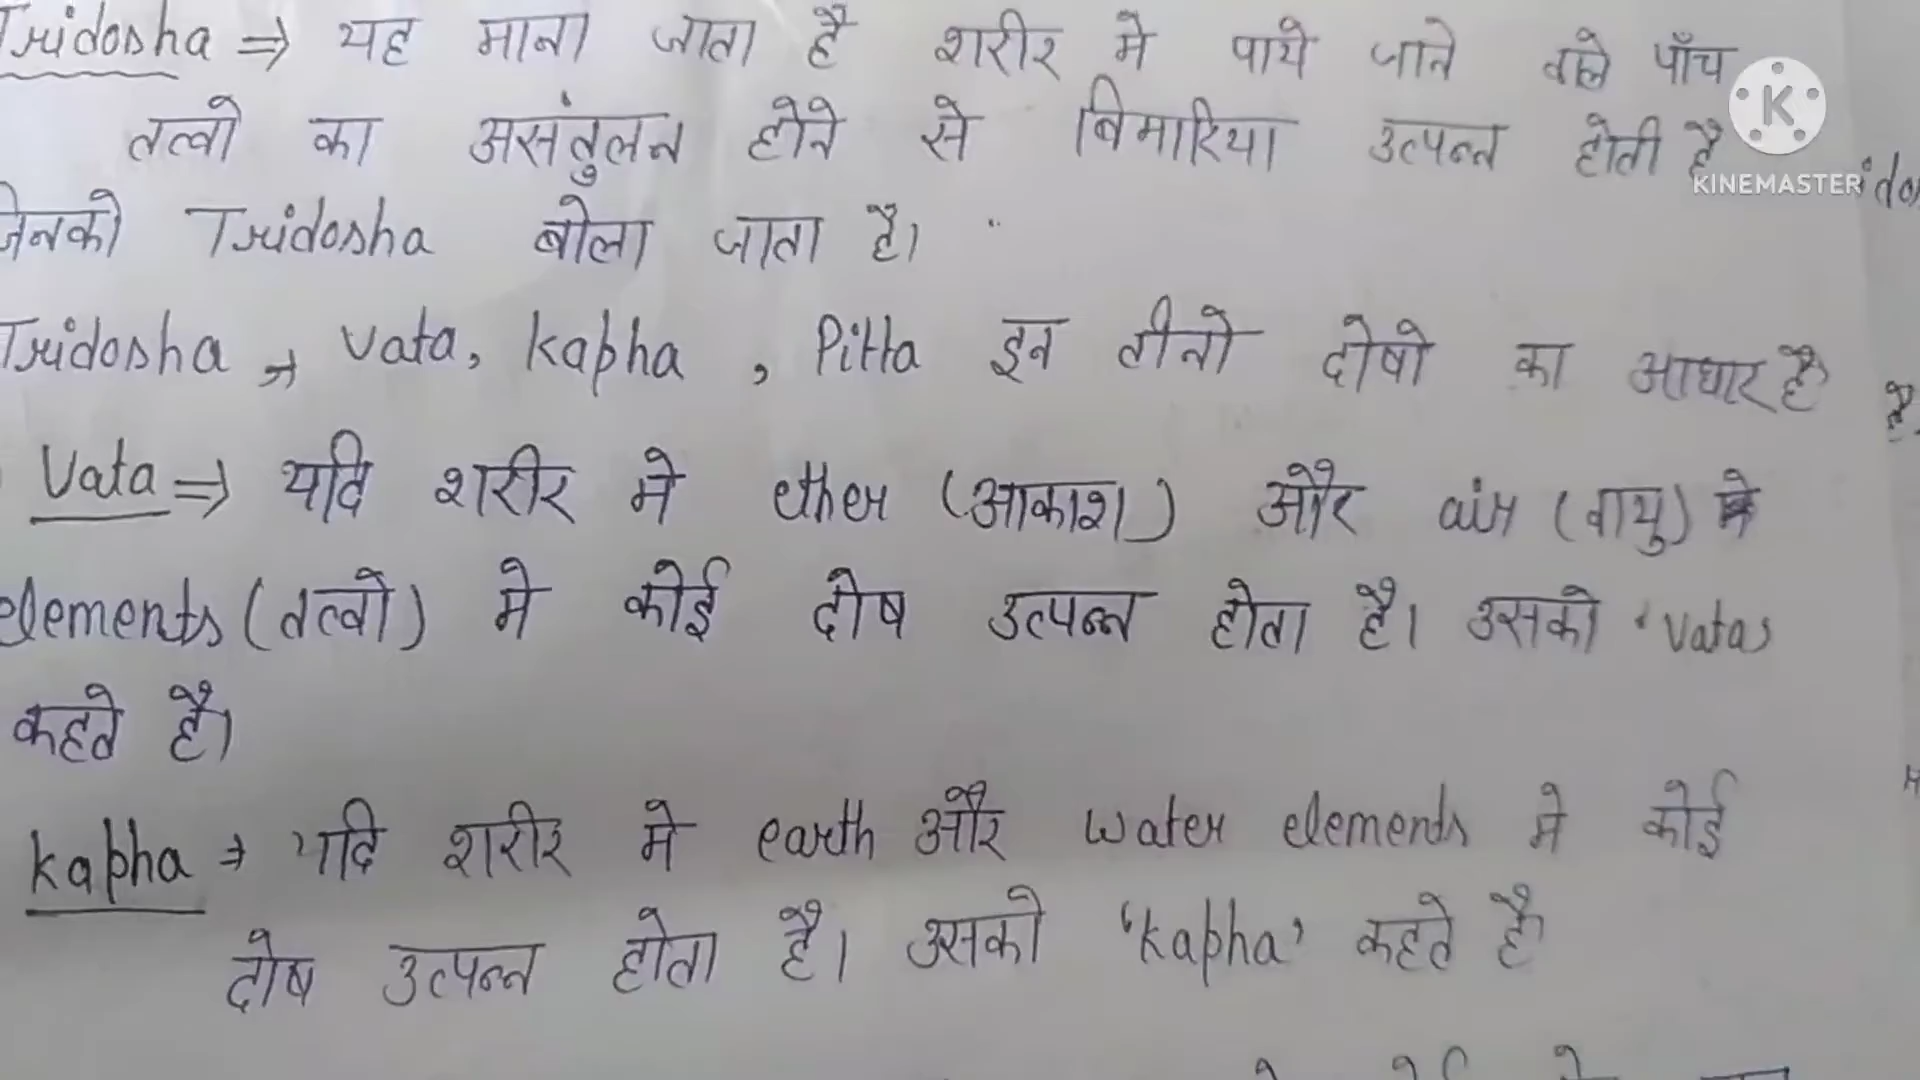 Tridosha ⇒ यह माना जाता है शरीर मे पाये जाने वाले पाँच
तत्वो का असंतुलन होने से बिमारिया उत्पन्न होती है
जिनको Tridosha बोला जाता है।
Tridosha → Vata, Kapha, Pitta इन तीनो दोषो का आधार है
Vata ⇒ यदि शरीर मे ether (आकाश) और air (वायु) के
elements (तत्वो) मे कोई दोष उत्पन्न होता है। उसको 'Vata'
कहते है।
Kapha → यदि शरीर मे earth और water elements मे कोई
दोष उत्पन्न होता है। उसको 'Kapha' कहते है
KINEMASTER